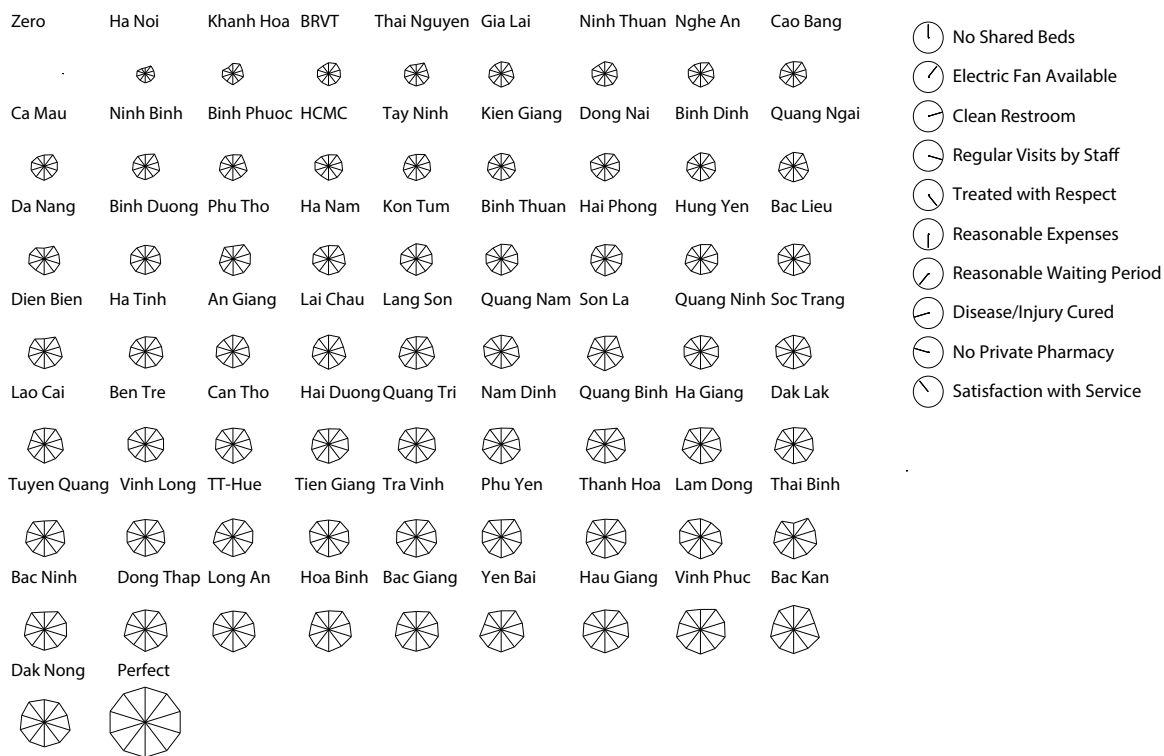 Zero Ha Noi Khanh Hoa BRVT Thai Nguyen Gia Lai Ninh Thuan Nghe An Cao Bang
Ca Mau Ninh Binh Binh Phuoc HCMC Tay Ninh Kien Giang Dong Nai Binh Dinh Quang Ngai
Da Nang Binh Duong Phu Tho Ha Nam Kon Tum Binh Thuan Hai Phong Hung Yen Bac Lieu
Dien Bien Ha Tinh An Giang Lai Chau Lang Son Quang Nam Son La Quang Ninh Soc Trang
Lao Cai Ben Tre Can Tho Hai Duong Quang Tri Nam Dinh Quang Binh Ha Giang Dak Lak
Tuyen Quang Vinh Long TT-Hue Tien Giang Tra Vinh Phu Yen Thanh Hoa Lam Dong Thai Binh
Bac Ninh Dong Thap Long An Hoa Binh Bac Giang Yen Bai Hau Giang Vinh Phuc Bac Kan
Dak Nong Perfect
No Shared Beds
Electric Fan Available
Clean Restroom
Regular Visits by Staff
Treated with Respect
Reasonable Expenses
Reasonable Waiting Period
Disease/Injury Cured
No Private Pharmacy
Satisfaction with Service